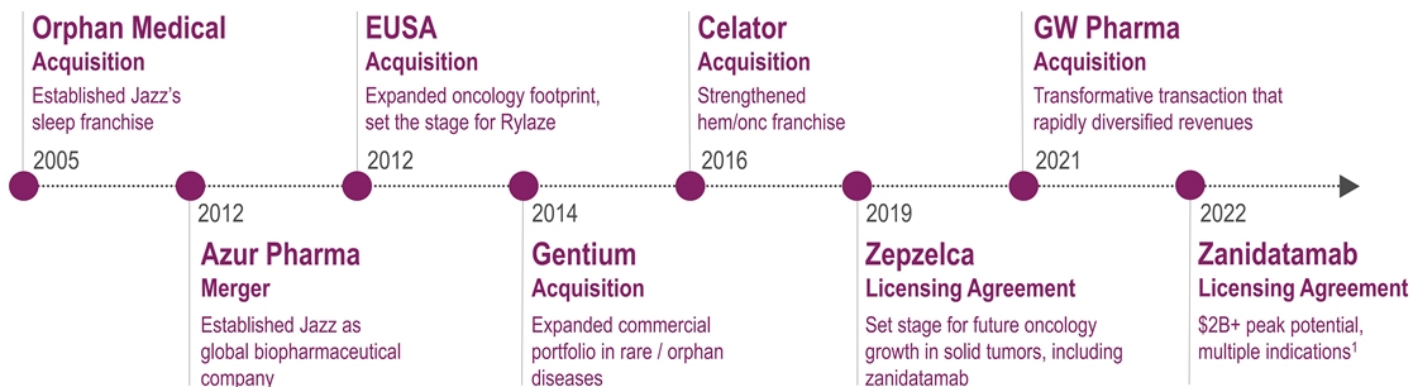 Orphan Medical
Acquisition
Established Jazz's
sleep franchise
2005
2012
Azur Pharma
Merger
Established Jazz as
global biopharmaceutical
company
EUSA
Acquisition
Expanded oncology footprint,
set the stage for Rylaze
2012
2014
Gentium
Acquisition
Expanded commercial
portfolio in rare / orphan
diseases
Celator
Acquisition
Strengthened
hem/onc franchise
2016
2019
Zepzelca
Licensing Agreement
Set stage for future oncology
growth in solid tumors, including
zanidatamab
GW Pharma
Acquisition
Transformative transaction that
rapidly diversified revenues
2021
2022
Zanidatamab
Licensing Agreement
$2B+ peak potential,
multiple indications¹